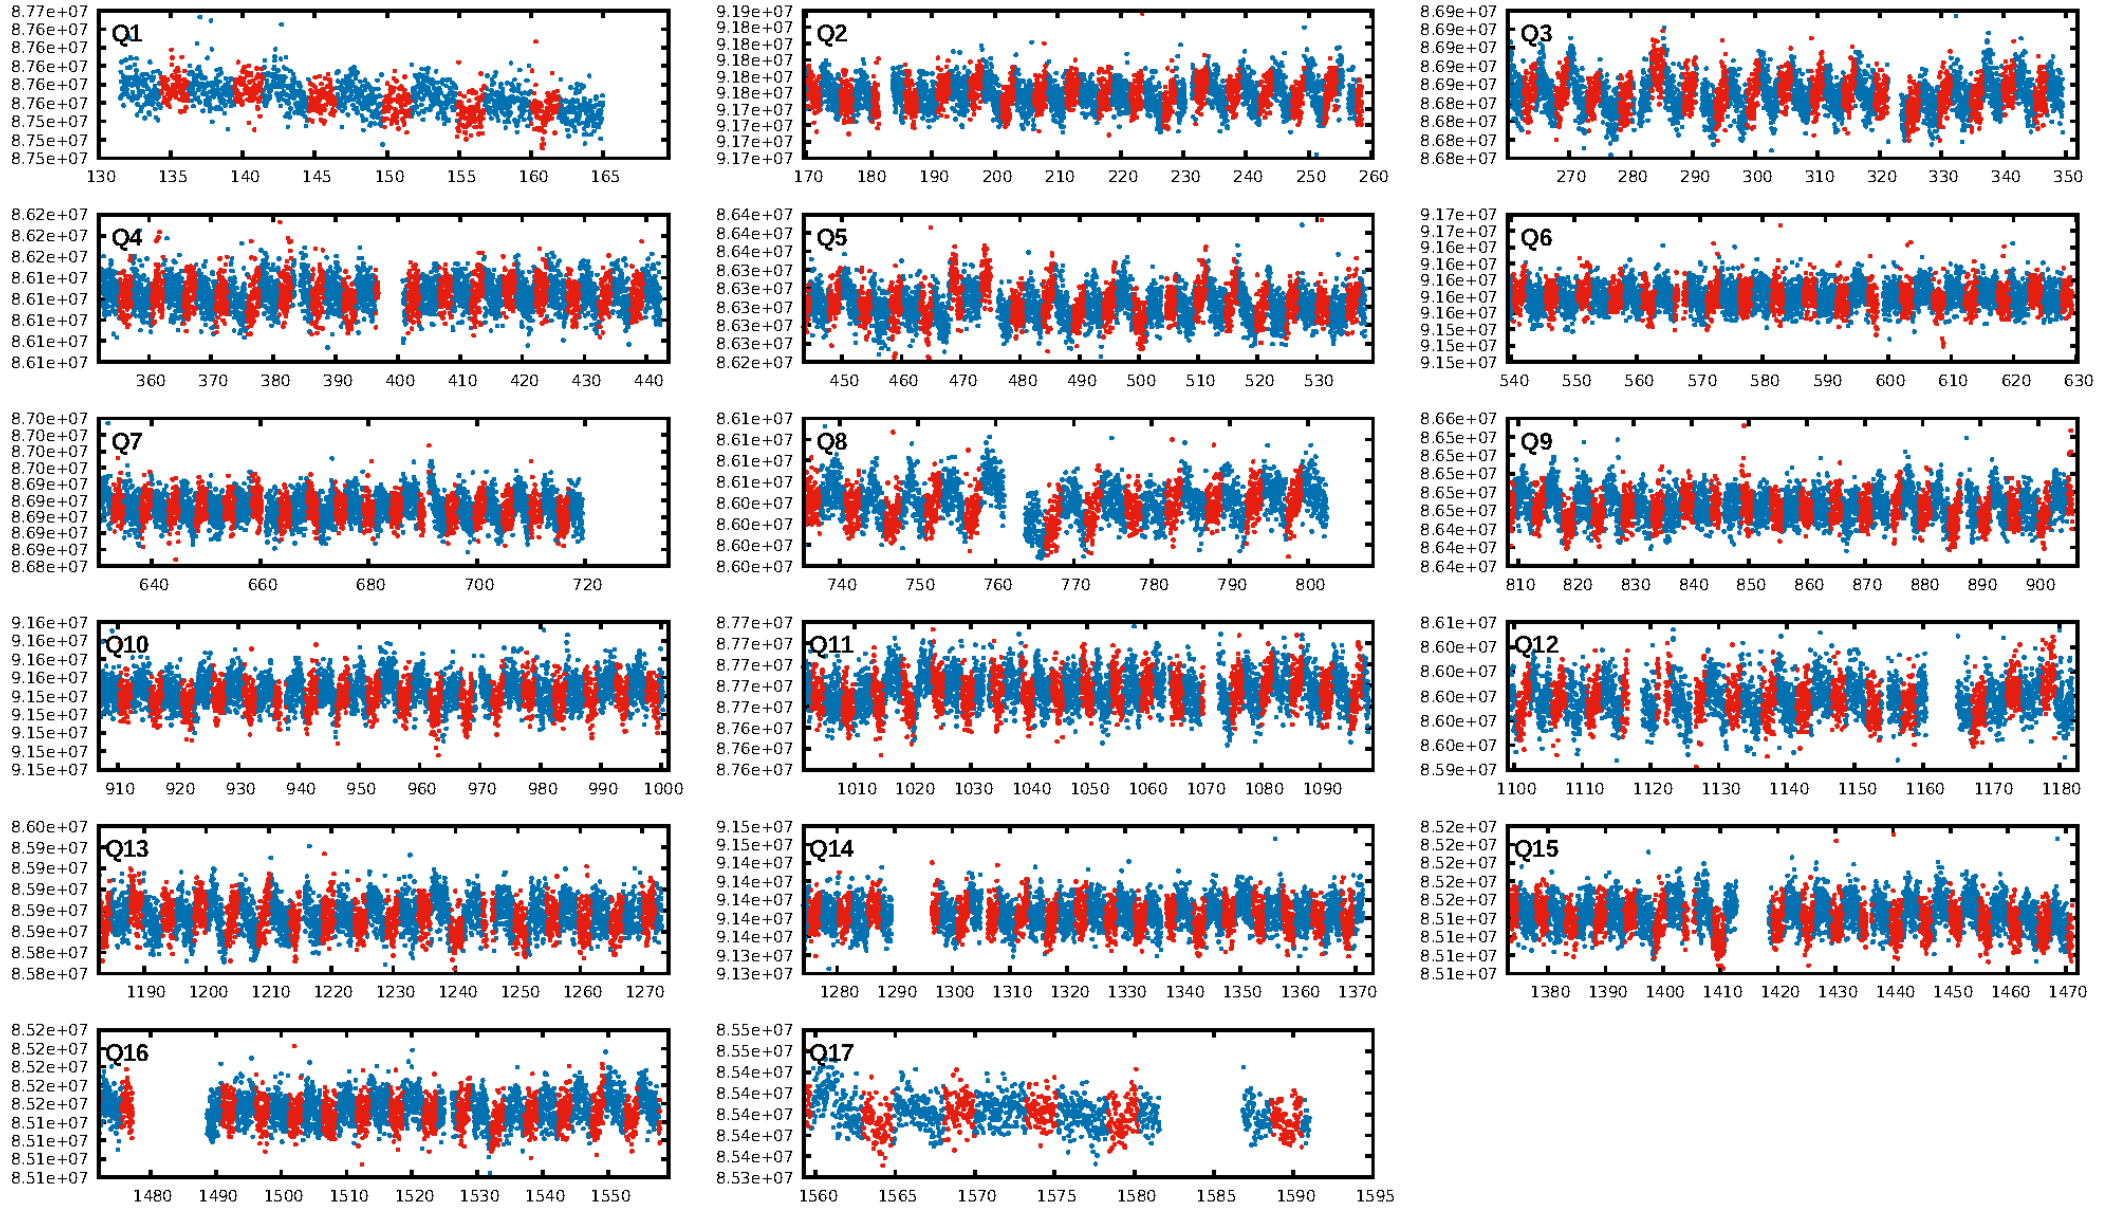 Q1
8.77e+07
8.76e+07
8.76e+07
8.76e+07
8.76e+07
8.76e+07
8.75e+07
8.75e+07
8.75e+07
130 135 140 145 150 155 160 165
Q2
9.19e+07
9.18e+07
9.18e+07
9.18e+07
9.18e+07
9.18e+07
9.17e+07
9.17e+07
9.17e+07
9.17e+07
170 180 190 200 210 220 230 240 250 260
Q3
8.69e+07
8.69e+07
8.69e+07
8.69e+07
8.69e+07
8.68e+07
8.68e+07
8.68e+07
8.68e+07
270 280 290 300 310 320 330 340 350
Q4
8.62e+07
8.62e+07
8.62e+07
8.61e+07
8.61e+07
8.61e+07
8.61e+07
8.61e+07
360 370 380 390 400 410 420 430 440
Q5
8.64e+07
8.64e+07
8.64e+07
8.63e+07
8.63e+07
8.63e+07
8.63e+07
8.63e+07
8.62e+07
450 460 470 480 490 500 510 520 530
Q6
9.17e+07
9.16e+07
9.16e+07
9.16e+07
9.16e+07
9.16e+07
9.16e+07
9.15e+07
9.15e+07
9.15e+07
540 550 560 570 580 590 600 610 620 630
Q7
8.70e+07
8.70e+07
8.70e+07
8.70e+07
8.69e+07
8.69e+07
8.69e+07
8.69e+07
8.69e+07
8.68e+07
640 660 680 700 720
Q8
8.61e+07
8.61e+07
8.61e+07
8.61e+07
8.60e+07
8.60e+07
8.60e+07
8.60e+07
740 750 760 770 780 790 800
Q9
8.66e+07
8.65e+07
8.65e+07
8.65e+07
8.65e+07
8.65e+07
8.64e+07
8.64e+07
8.64e+07
810 820 830 840 850 860 870 880 890 900
Q10
9.16e+07
9.16e+07
9.16e+07
9.16e+07
9.15e+07
9.15e+07
9.15e+07
9.15e+07
9.15e+07
910 920 930 940 950 960 970 980 990 1000
Q11
8.77e+07
8.77e+07
8.77e+07
8.77e+07
8.77e+07
8.76e+07
8.76e+07
8.76e+07
1010 1020 1030 1040 1050 1060 1070 1080 1090
Q12
8.61e+07
8.60e+07
8.60e+07
8.60e+07
8.60e+07
8.60e+07
8.59e+07
1100 1110 1120 1130 1140 1150 1160 1170 1180
Q13
8.60e+07
8.59e+07
8.59e+07
8.59e+07
8.59e+07
8.59e+07
8.58e+07
8.58e+07
1190 1200 1210 1220 1230 1240 1250 1260 1270
Q14
9.15e+07
9.15e+07
9.14e+07
9.14e+07
9.14e+07
9.14e+07
9.14e+07
9.13e+07
9.13e+07
1280 1290 1300 1310 1320 1330 1340 1350 1360 1370
Q15
8.52e+07
8.52e+07
8.52e+07
8.52e+07
8.52e+07
8.51e+07
8.51e+07
8.51e+07
8.51e+07
1380 1390 1400 1410 1420 1430 1440 1450 1460 1470
Q16
8.52e+07
8.52e+07
8.52e+07
8.52e+07
8.52e+07
8.51e+07
8.51e+07
8.51e+07
8.51e+07
1480 1490 1500 1510 1520 1530 1540 1550
Q17
8.55e+07
8.55e+07
8.54e+07
8.54e+07
8.54e+07
8.54e+07
8.54e+07
8.53e+07
1560 1565 1570 1575 1580 1585 1590 1595